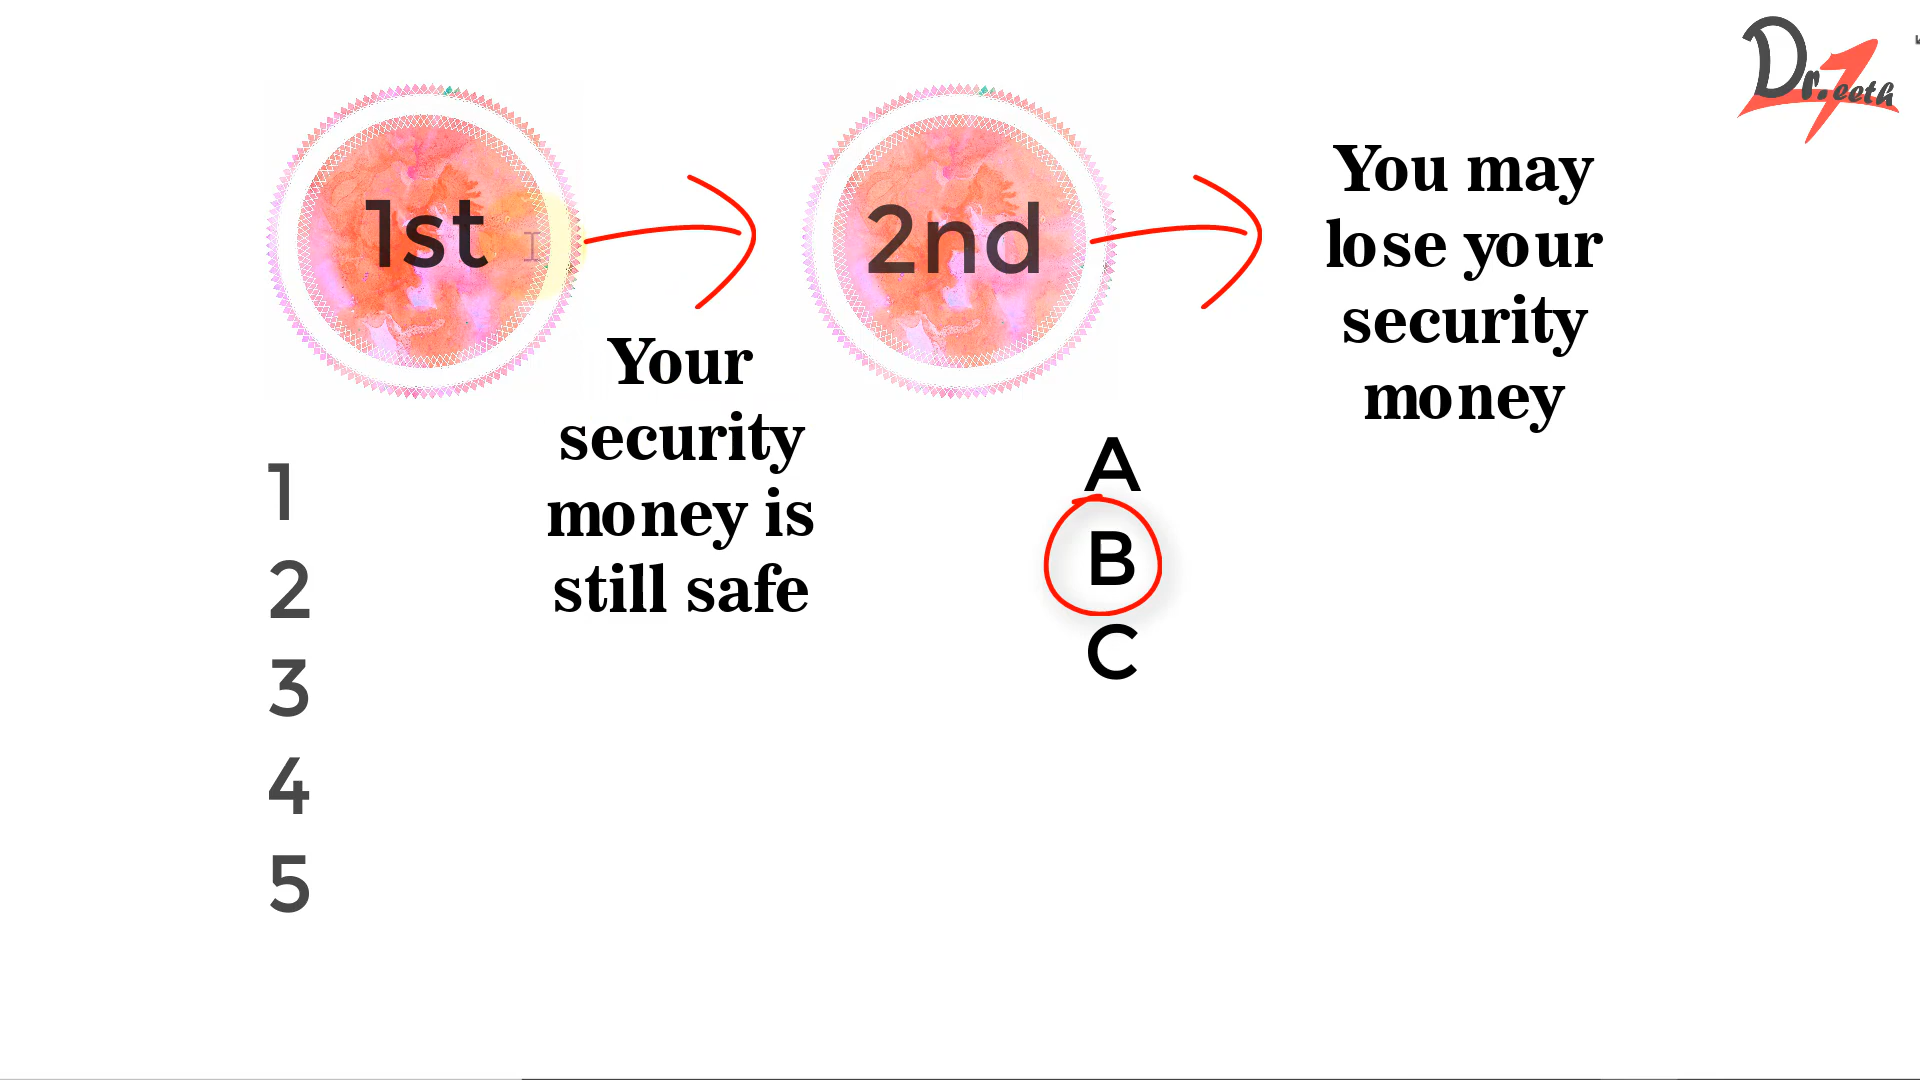 1st
2nd
You may
lose your
security
money
Your
security
money is
still safe
1
2
3
4
5
A
B
C
Dr.eeth